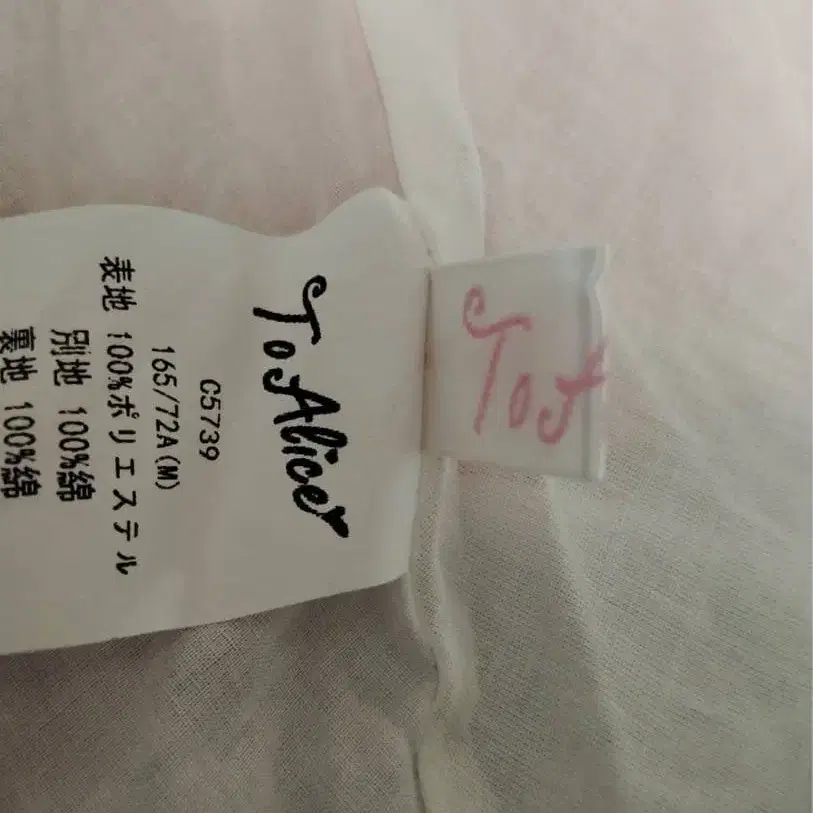 To Alice
C5739
165/72A(M)
表地 100%ポリエステル
別地 100%綿
裏地 100%綿
To